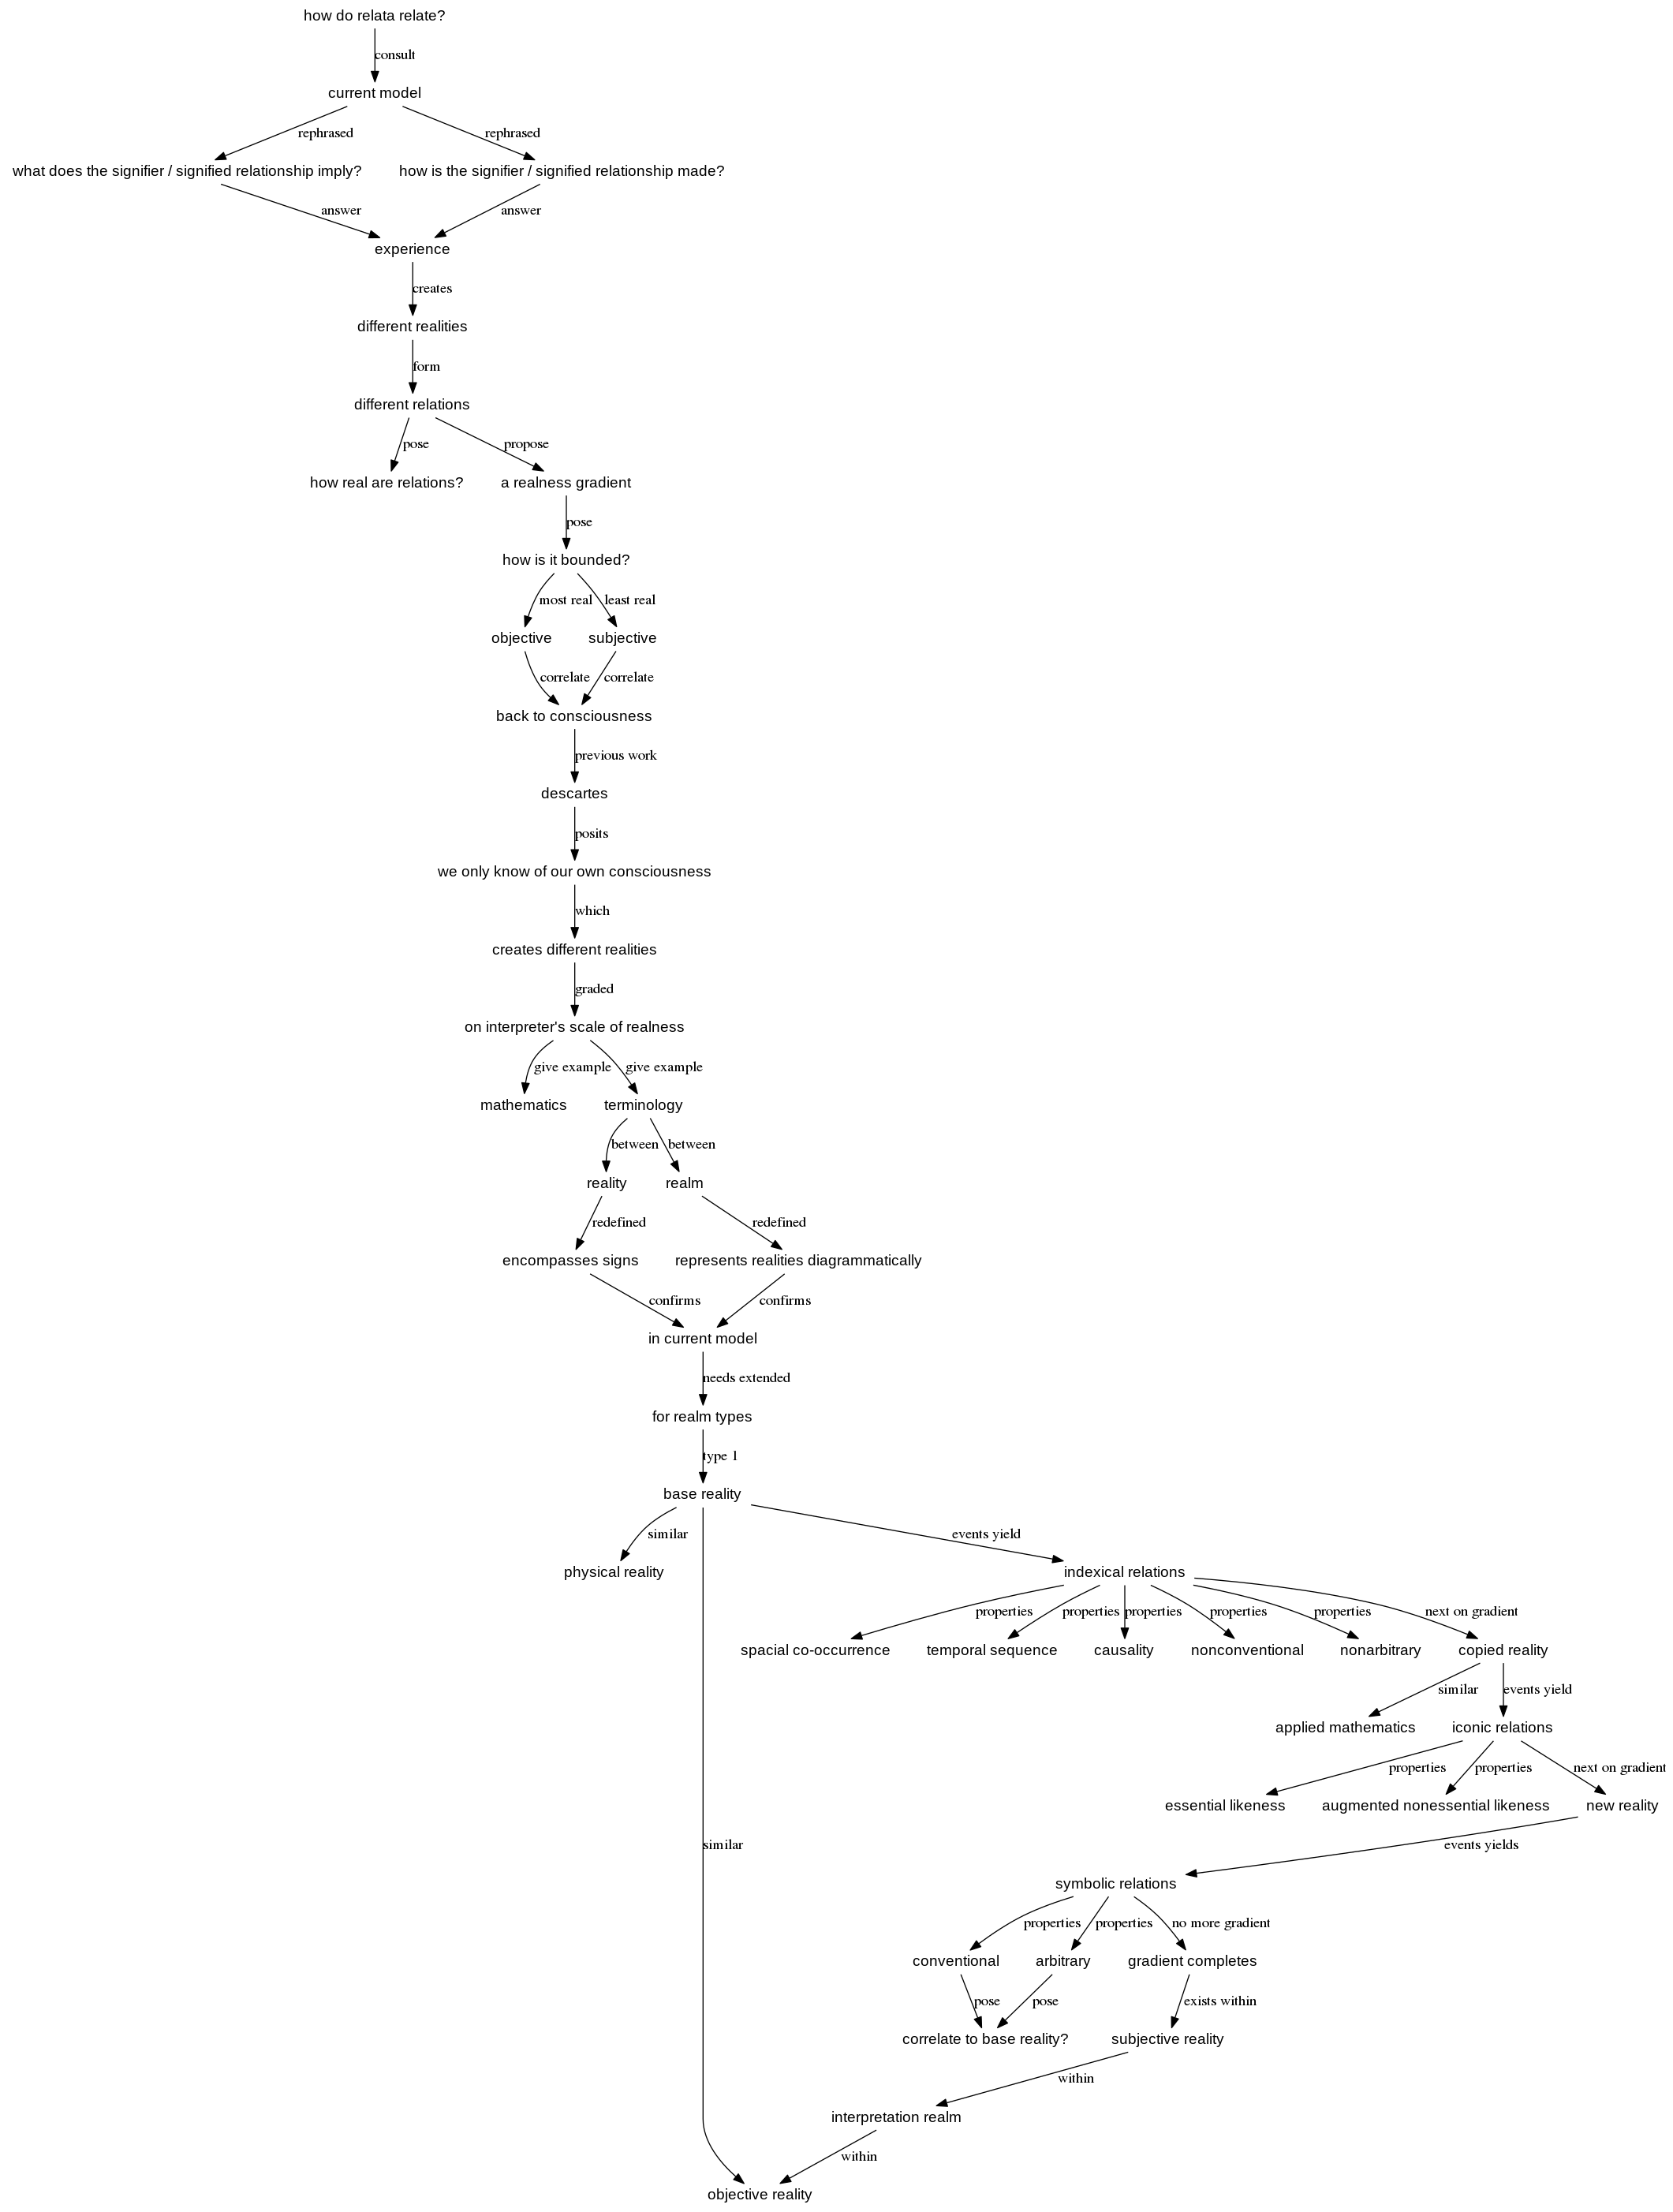 how do relata relate?
consult
current model
rephrased
rephrased
what does the signifier / signified relationship imply?
how is the signifier / signified relationship made?
answer
answer
experience
creates
different realities
form
different relations
pose
propose
how real are relations?
a realness gradient
pose
how is it bounded?
most real
least real
objective
subjective
correlate
correlate
back to consciousness
previous work
descartes
posits
we only know of our own consciousness
which
creates different realities
graded
on interpreter's scale of realness
give example
give example
mathematics
terminology
between
between
reality
realm
redefined
redefined
encompasses signs
represents realities diagrammatically
confirms
confirms
in current model
needs extended
for realm types
type 1
base reality
similar
events yield
physical reality
indexical relations
properties
properties
properties
properties
properties
next on gradient
spacial co-occurrence
temporal sequence
causality
nonconventional
nonarbitrary
copied reality
similar
events yield
applied mathematics
iconic relations
properties
properties
next on gradient
essential likeness
augmented nonessential likeness
new reality
similar
events yields
symbolic relations
properties
properties
no more gradient
conventional
arbitrary
gradient completes
pose
pose
exists within
correlate to base reality?
subjective reality
within
interpretation realm
within
objective reality